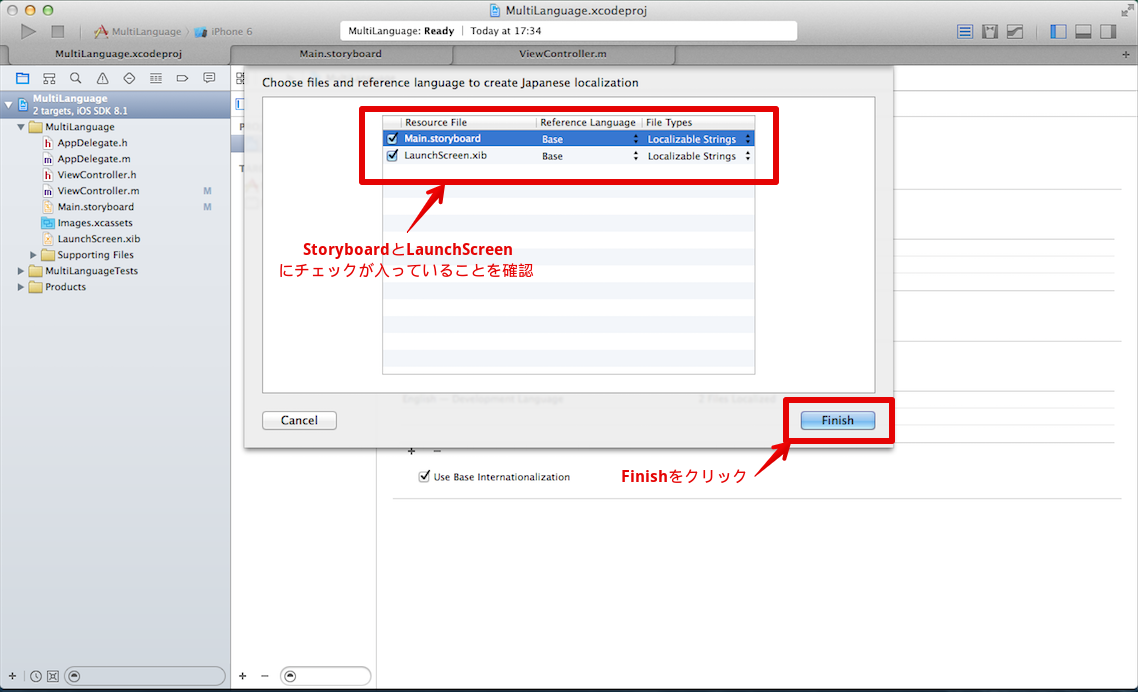 MultiLanguage.xcodeproj
MultiLanguage 〉 iPhone 6
MultiLanguage: Ready | Today at 17:34
MultiLanguage.xcodeproj
Main.storyboard
ViewController.m
MultiLanguage
2 targets, iOS SDK 8.1
MultiLanguage
AppDelegate.h
AppDelegate.m
ViewController.h
ViewController.m M
Main.storyboard M
Images.xcassets
LaunchScreen.xib
Supporting Files
MultiLanguageTests
Products
Choose files and reference language to create Japanese localization
Resource File Reference Language File Types
Main.storyboard Base Localizable Strings
LaunchScreen.xib Base Localizable Strings
StoryboardとLaunchScreen
にチェックが入っていることを確認
English — Development Language 2 Files Localized
Cancel
Finish
Use Base Internationalization
Finishをクリック